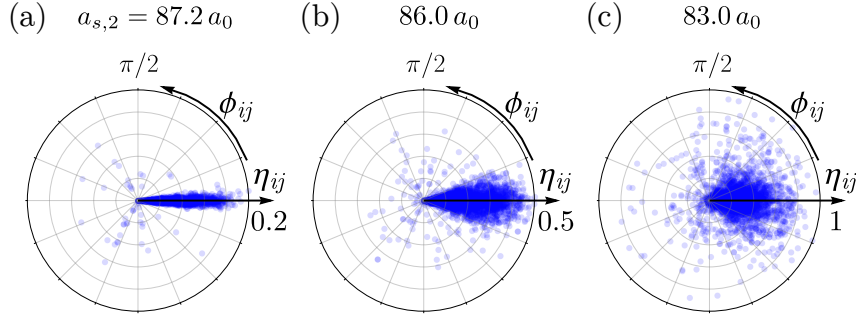 (a) a_{s,2} = 87.2 a_0
(b) 86.0 a_0
(c) 83.0 a_0
π/2
ϕ_{ij}
η_{ij}
0.2
π/2
ϕ_{ij}
η_{ij}
0.5
π/2
ϕ_{ij}
η_{ij}
1